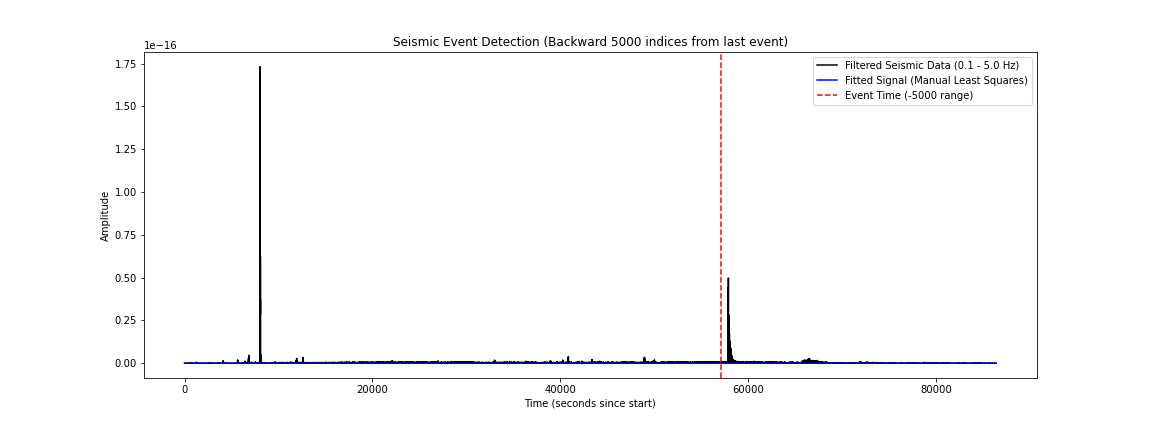 Seismic Event Detection (Backward 5000 indices from last event)
1e−16
1.75
1.50
1.25
1.00
0.75
0.50
0.25
0.00
Amplitude
Filtered Seismic Data (0.1 - 5.0 Hz)
Fitted Signal (Manual Least Squares)
Event Time (-5000 range)
0 20000 40000 60000 80000
Time (seconds since start)